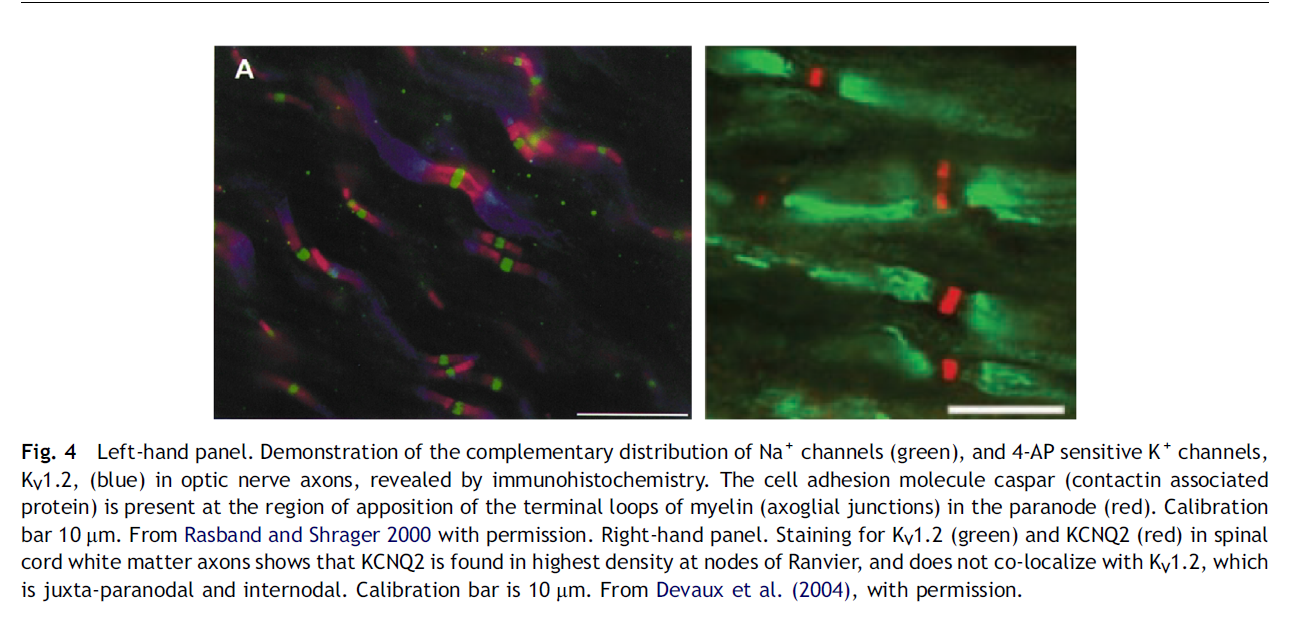 A
Fig. 4 Left-hand panel. Demonstration of the complementary distribution of Na+ channels (green), and 4-AP sensitive K+ channels,
KV1.2, (blue) in optic nerve axons, revealed by immunohistochemistry. The cell adhesion molecule caspar (contactin associated
protein) is present at the region of apposition of the terminal loops of myelin (axoglial junctions) in the paranode (red). Calibration
bar 10 μm. From Rasband and Shrager 2000 with permission. Right-hand panel. Staining for KV1.2 (green) and KCNQ2 (red) in spinal
cord white matter axons shows that KCNQ2 is found in highest density at nodes of Ranvier, and does not co-localize with KV1.2, which
is juxta-paranodal and internodal. Calibration bar is 10 μm. From Devaux et al. (2004), with permission.